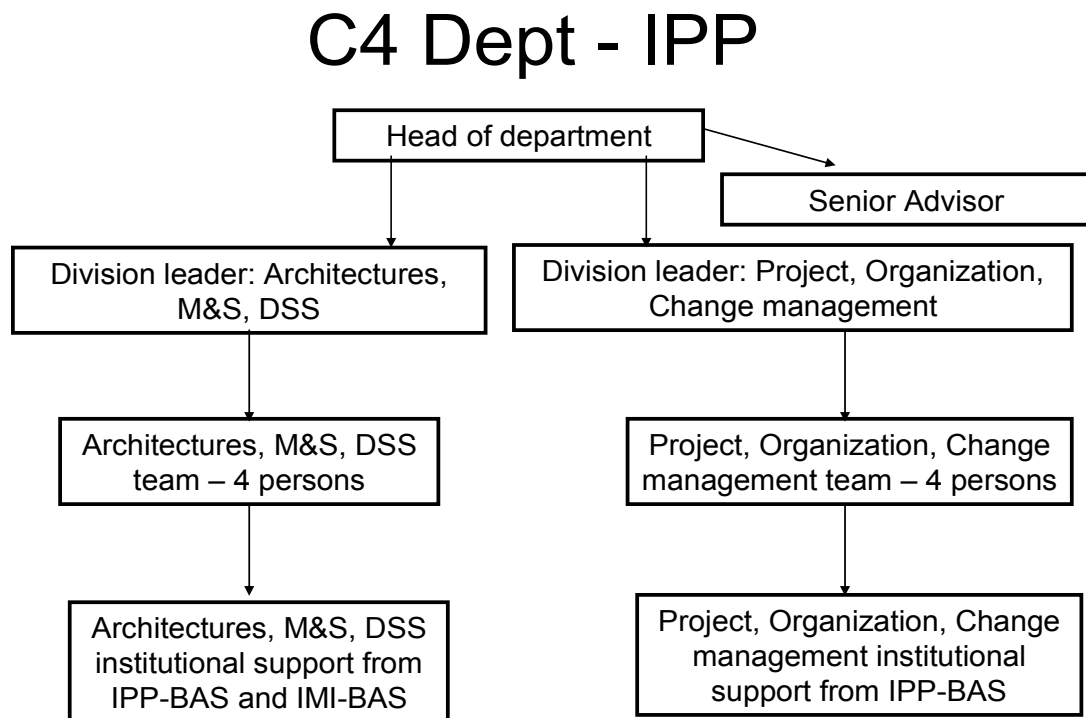 C4 Dept - IPP
Head of department
Senior Advisor
Division leader: Architectures,
M&S, DSS
Division leader: Project, Organization,
Change management
Architectures, M&S, DSS
team – 4 persons
Project, Organization, Change
management team – 4 persons
Architectures, M&S, DSS
institutional support from
IPP-BAS and IMI-BAS
Project, Organization, Change
management institutional
support from IPP-BAS